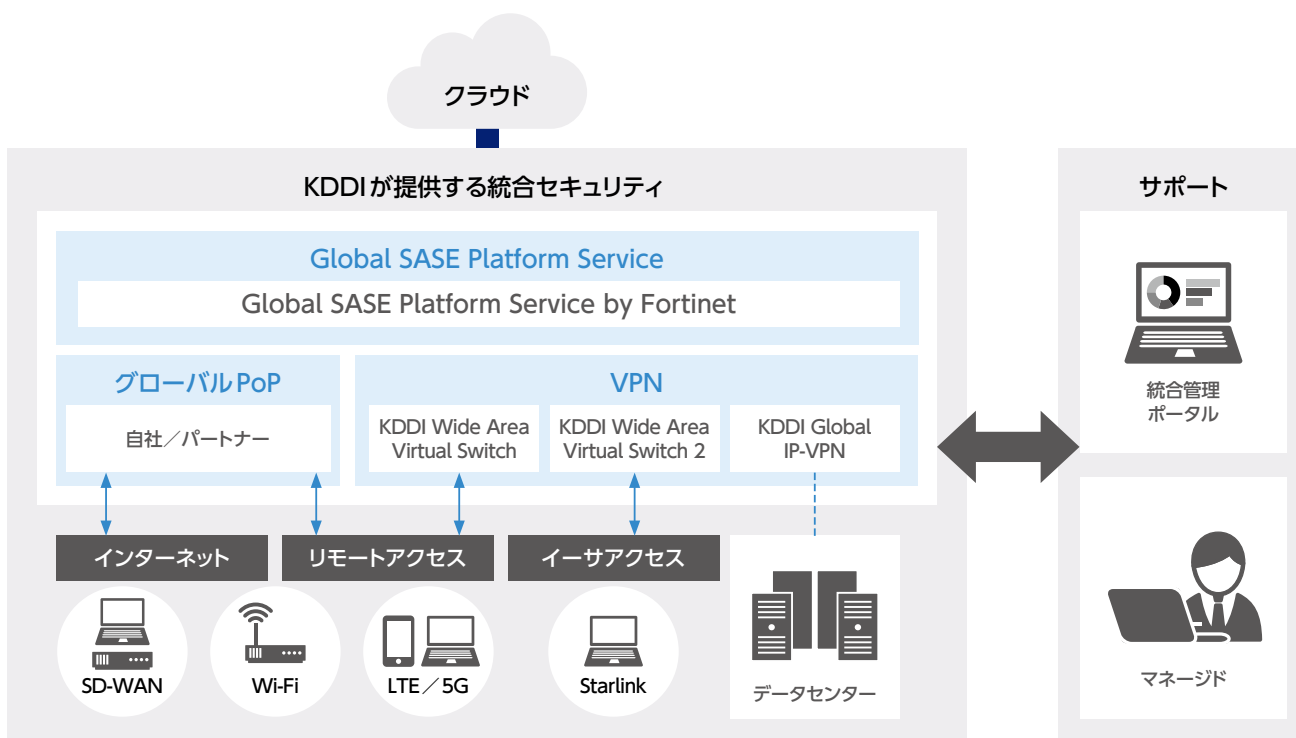 クラウド
KDDIが提供する統合セキュリティ
Global SASE Platform Service
Global SASE Platform Service by Fortinet
グローバルPoP
自社／パートナー
VPN
KDDI Wide Area
Virtual Switch
KDDI Wide Area
Virtual Switch 2
KDDI Global
IP-VPN
インターネット
リモートアクセス
イーサアクセス
SD-WAN
Wi-Fi
LTE／5G
Starlink
データセンター
サポート
統合管理
ポータル
マネージド